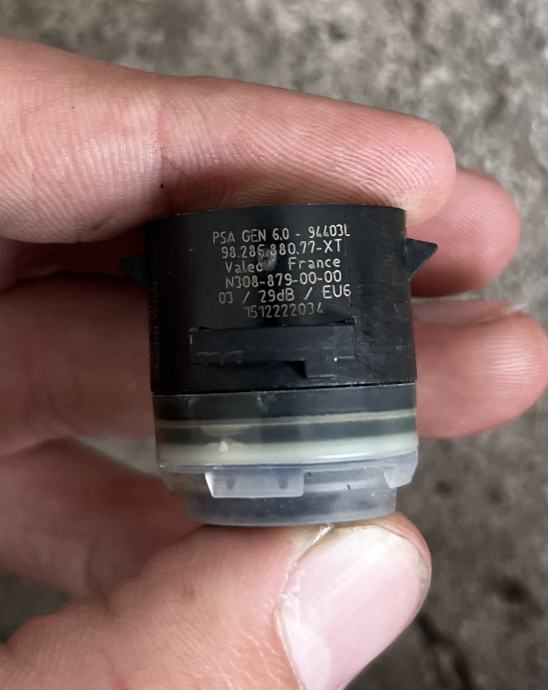 PSA GEN 6.0 - 94403L
98.286.880.77-XT
Valeo France
N308-879-00-00
03 / 29dB / EU6
1512222034